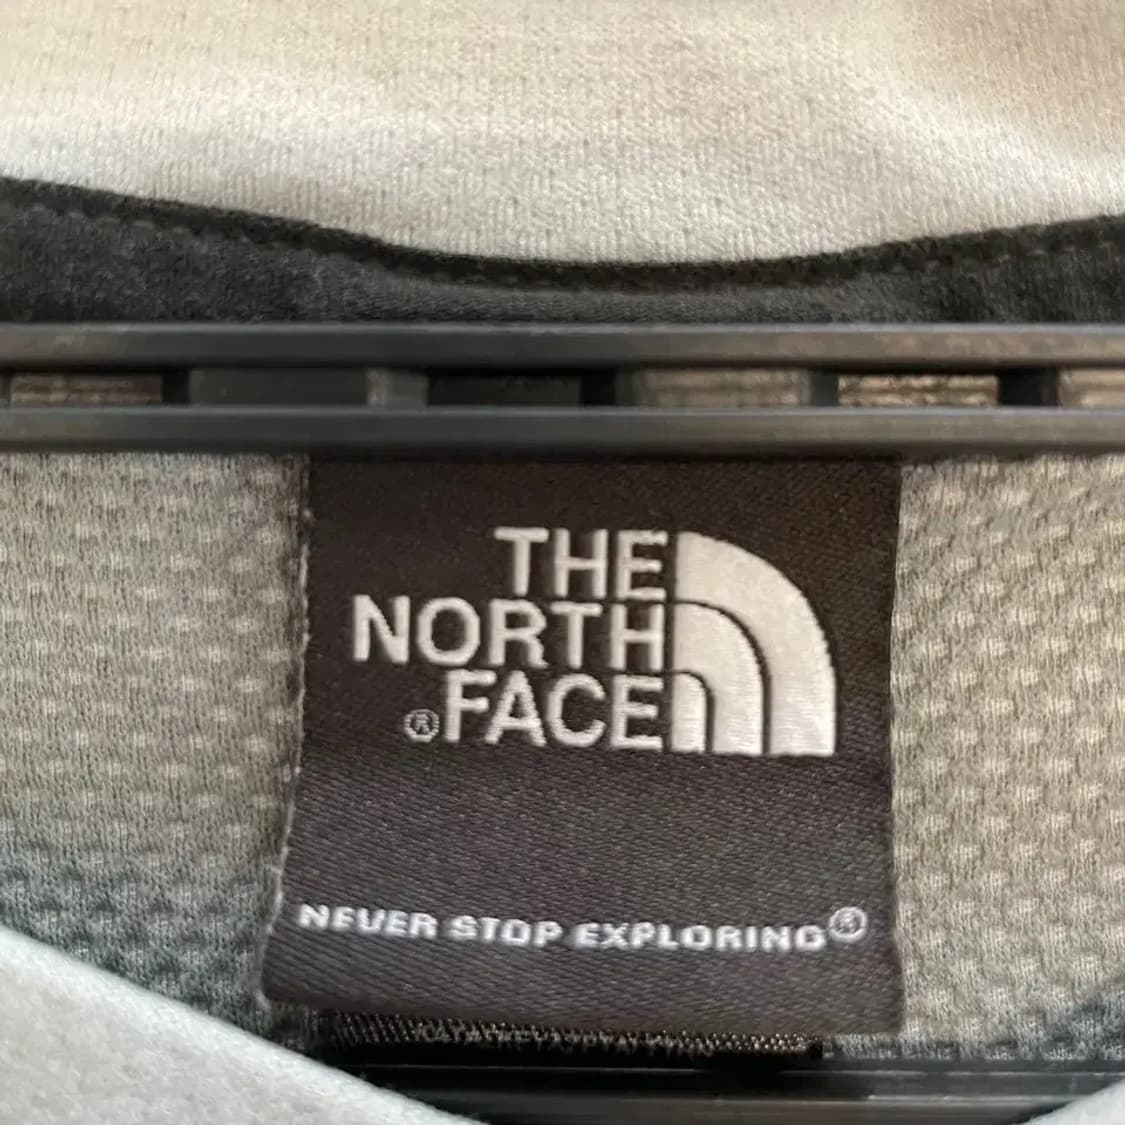 THE
NORTH
®FACE
NEVER STOP EXPLORING®